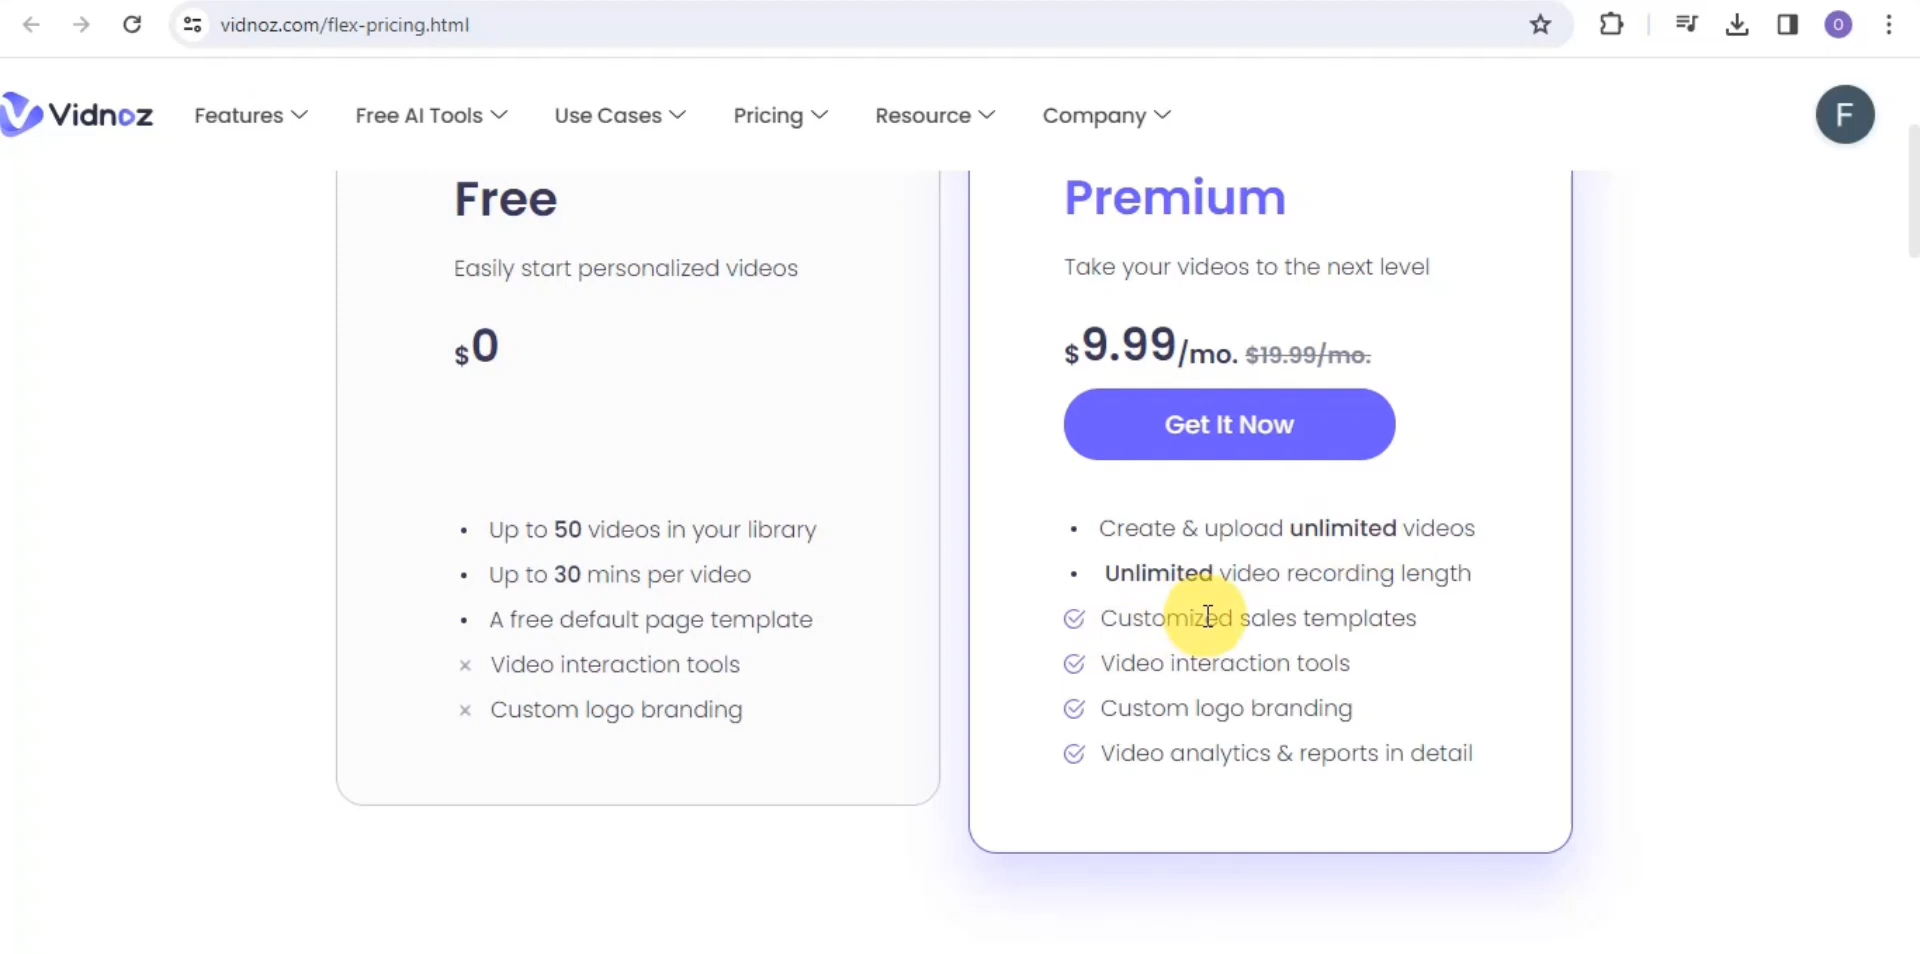 vidnoz.com/flex-pricing.html
O
Vidnoz
Features
Free AI Tools
Use Cases
Pricing
Resource
Company
F
Free
Easily start personalized videos
$0
• Up to 50 videos in your library
• Up to 30 mins per video
• A free default page template
× Video interaction tools
× Custom logo branding
Premium
Take your videos to the next level
$9.99/mo. $19.99/mo.
Get It Now
• Create & upload unlimited videos
• Unlimited video recording length
Customized sales templates
Video interaction tools
Custom logo branding
Video analytics & reports in detail